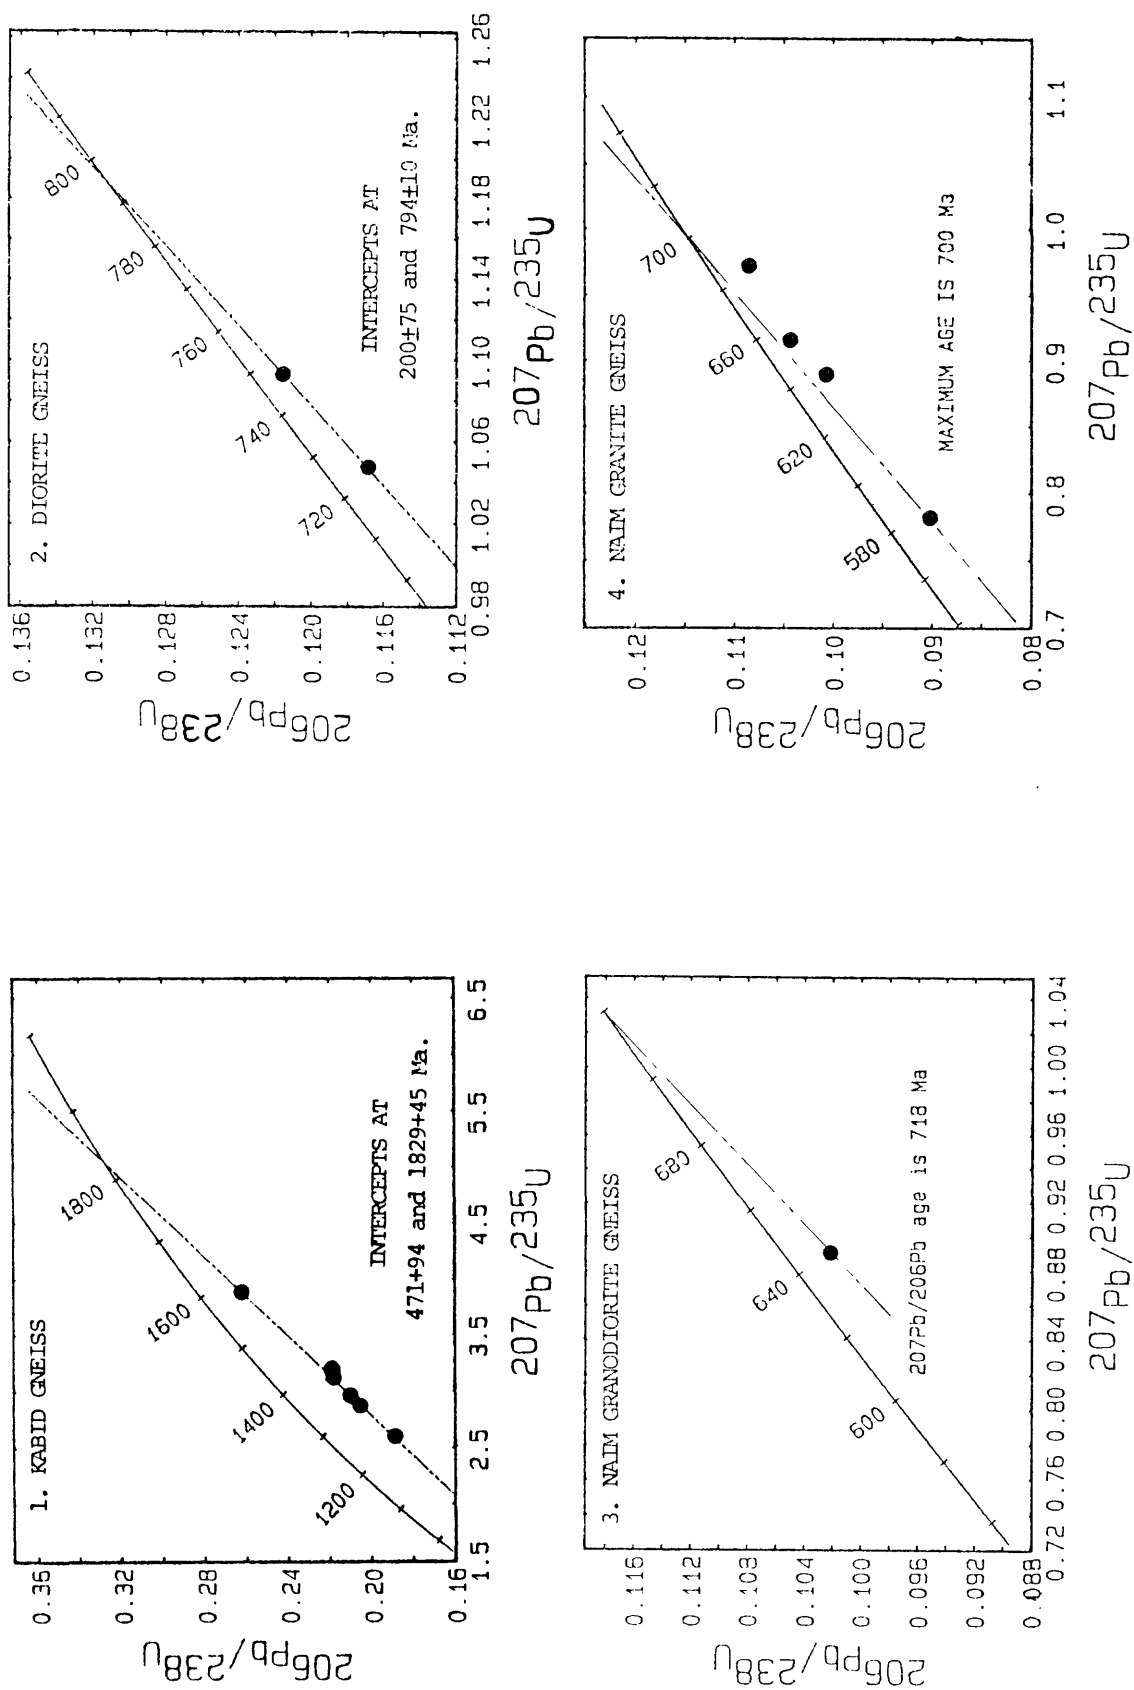 1. KABID GNEISS
206Pb/238U
0.36
0.32
0.28
0.24
0.20
0.16
1800
1600
1400
1200
INTERCEPTS AT
471+94 and 1829+45 Ma.
1.5 2.5 3.5 4.5 5.5 6.5
207Pb/235U
2. DIORITE GNEISS
206Pb/238U
0.136
0.132
0.128
0.124
0.120
0.116
0.112
800
780
760
740
720
INTERCEPTS AT
200±75 and 794±10 Ma.
0.98 1.02 1.06 1.10 1.14 1.18 1.22 1.26
207Pb/235U
3. NAIM GRANODIORITE GNEISS
206Pb/238U
0.116
0.112
0.108
0.104
0.100
0.096
0.092
0.088
680
640
600
207Pb/206Pb age is 718 Ma
0.72 0.76 0.80 0.84 0.88 0.92 0.96 1.00 1.04
207Pb/235U
4. NAIM GRANITE GNEISS
206Pb/238U
0.12
0.11
0.10
0.09
0.08
700
660
620
580
MAXIMUM AGE IS 700 Ma
0.7 0.8 0.9 1.0 1.1
207Pb/235U